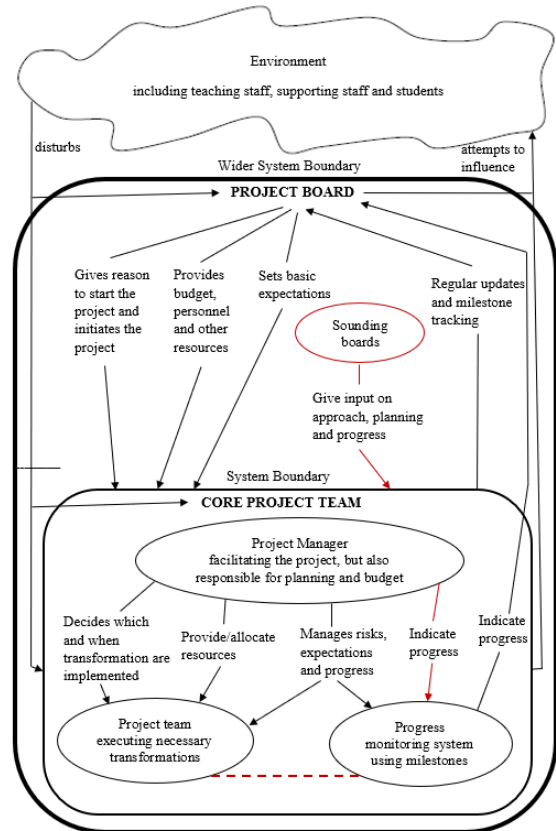 Environment
including teaching staff, supporting staff and students
disturbs
attempts to
influence
Wider System Boundary
PROJECT BOARD
Gives reason
to start the
project and
initiates the
project
Provides
budget,
personnel
and other
resources
Sets basic
expectations
Regular updates
and milestone
tracking
Sounding
boards
Give input on
approach, planning
and progress
System Boundary
CORE PROJECT TEAM
Project Manager
facilitating the project, but also
responsible for planning and budget
Decides which
and when
transformation are
implemented
Provide/allocate
resources
Manages risks,
expectations
and progress
Indicate
progress
Indicate
progress
Project team
executing necessary
transformations
Progress
monitoring system
using milestones